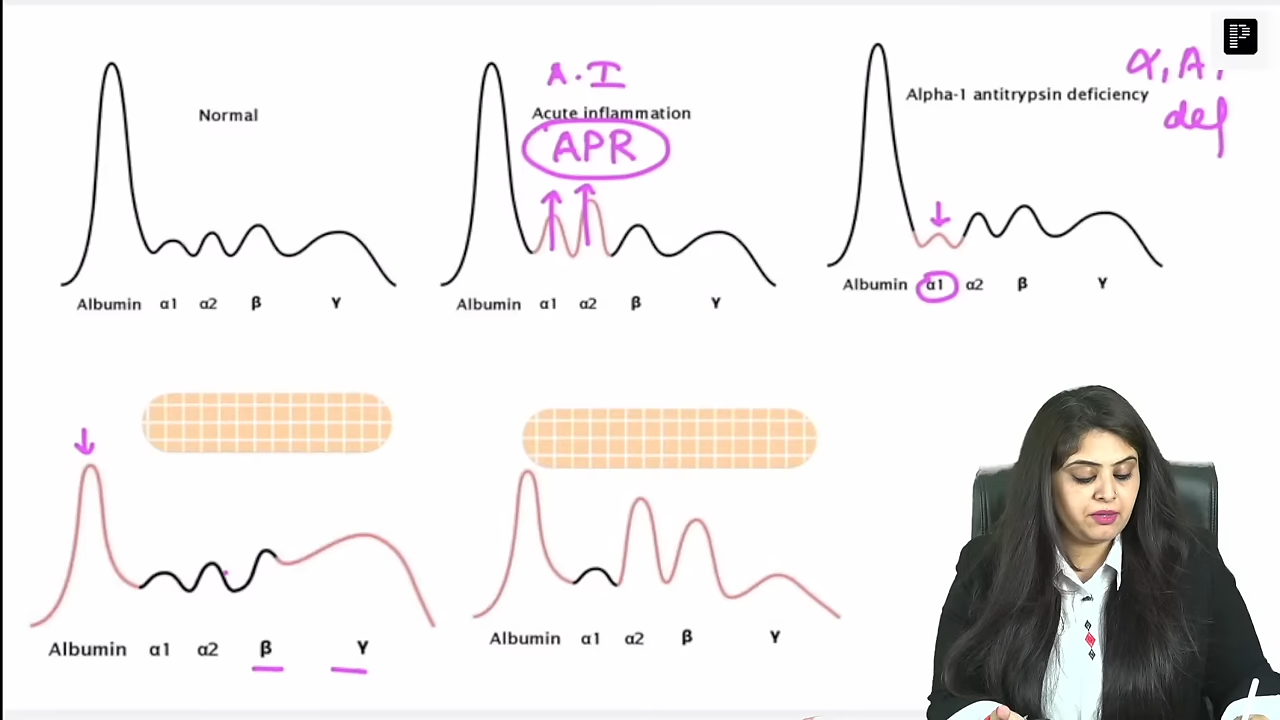 Normal
Albumin α1 α2 β γ
A.I
Acute inflammation
APR
Albumin α1 α2 β γ
Alpha-1 antitrypsin deficiency
def
Albumin α1 α2 β γ
Albumin α1 α2 β γ
Albumin α1 α2 β γ
P